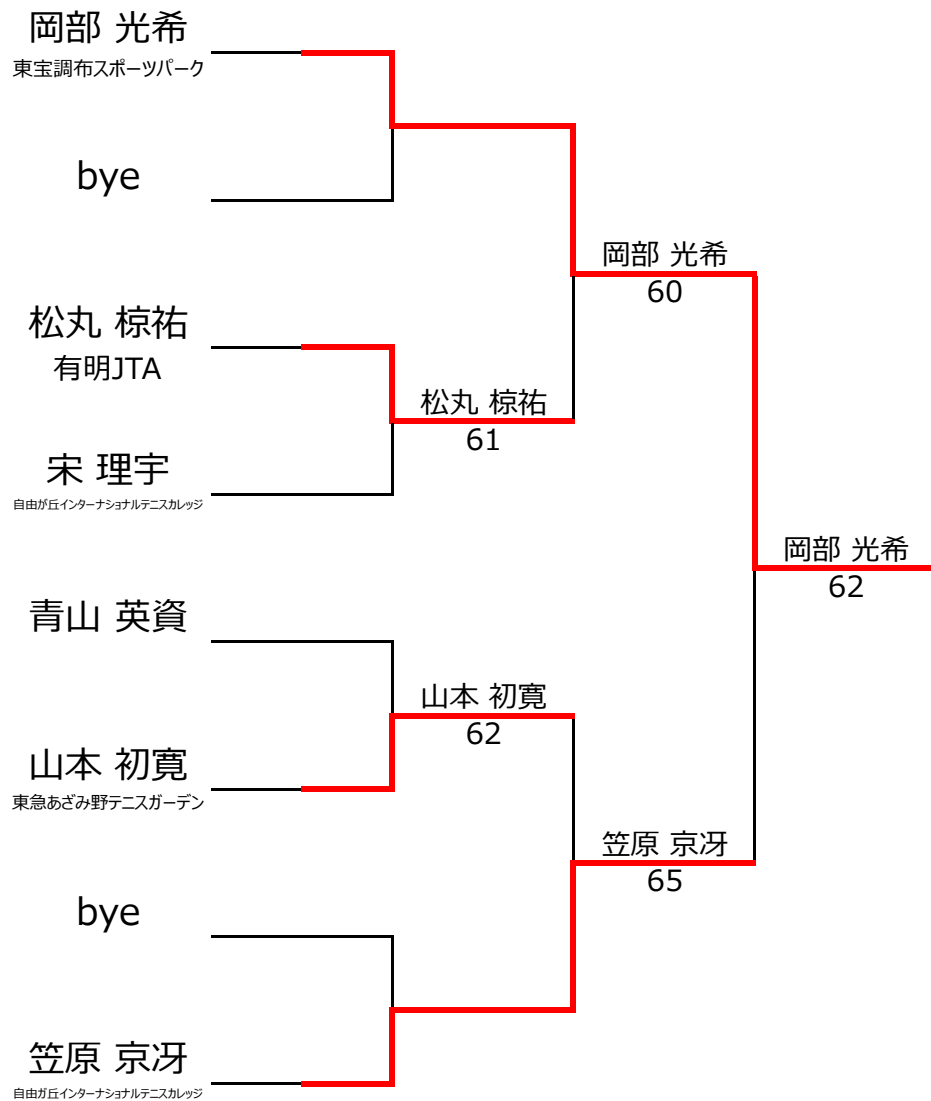 岡部 光希
東宝調布スポーツパーク
bye
岡部 光希
60
松丸 椋祐
有明JTA
松丸 椋祐
61
宋 理宇
自由が丘インターナショナルテニスカレッジ
岡部 光希
62
青山 英資
山本 初寛
62
山本 初寛
東急あざみ野テニスガーデン
笠原 京冴
65
bye
笠原 京冴
自由ガ丘インターナショナルテニスカレッジ